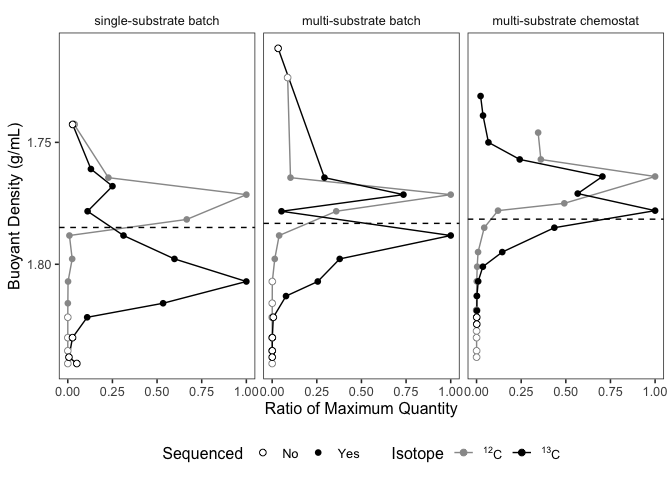 single-substrate batch multi-substrate batch multi-substrate chemostat
Buoyant Density (g/mL)
1.75
1.80
0.00 0.25 0.50 0.75 1.00 0.00 0.25 0.50 0.75 1.00 0.00 0.25 0.50 0.75 1.00
Ratio of Maximum Quantity
Sequenced No Yes Isotope ¹²C ¹³C